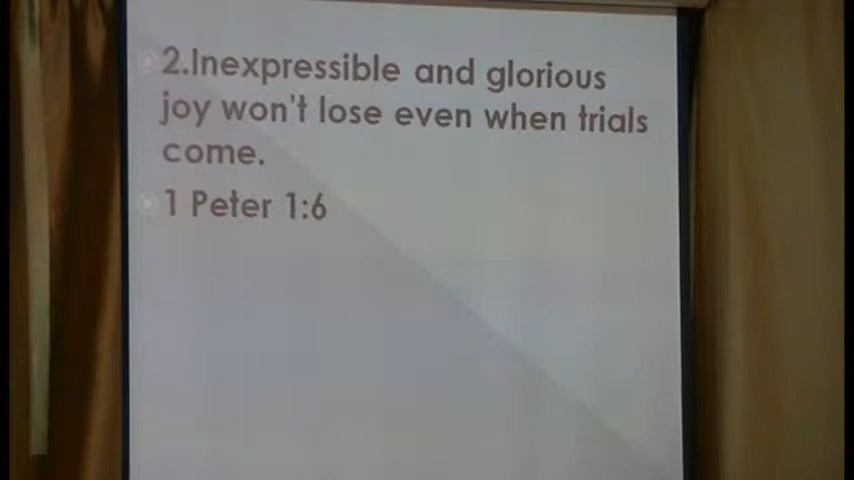 2.Inexpressible and glorious
joy won't lose even when trials
come.
1 Peter 1:6